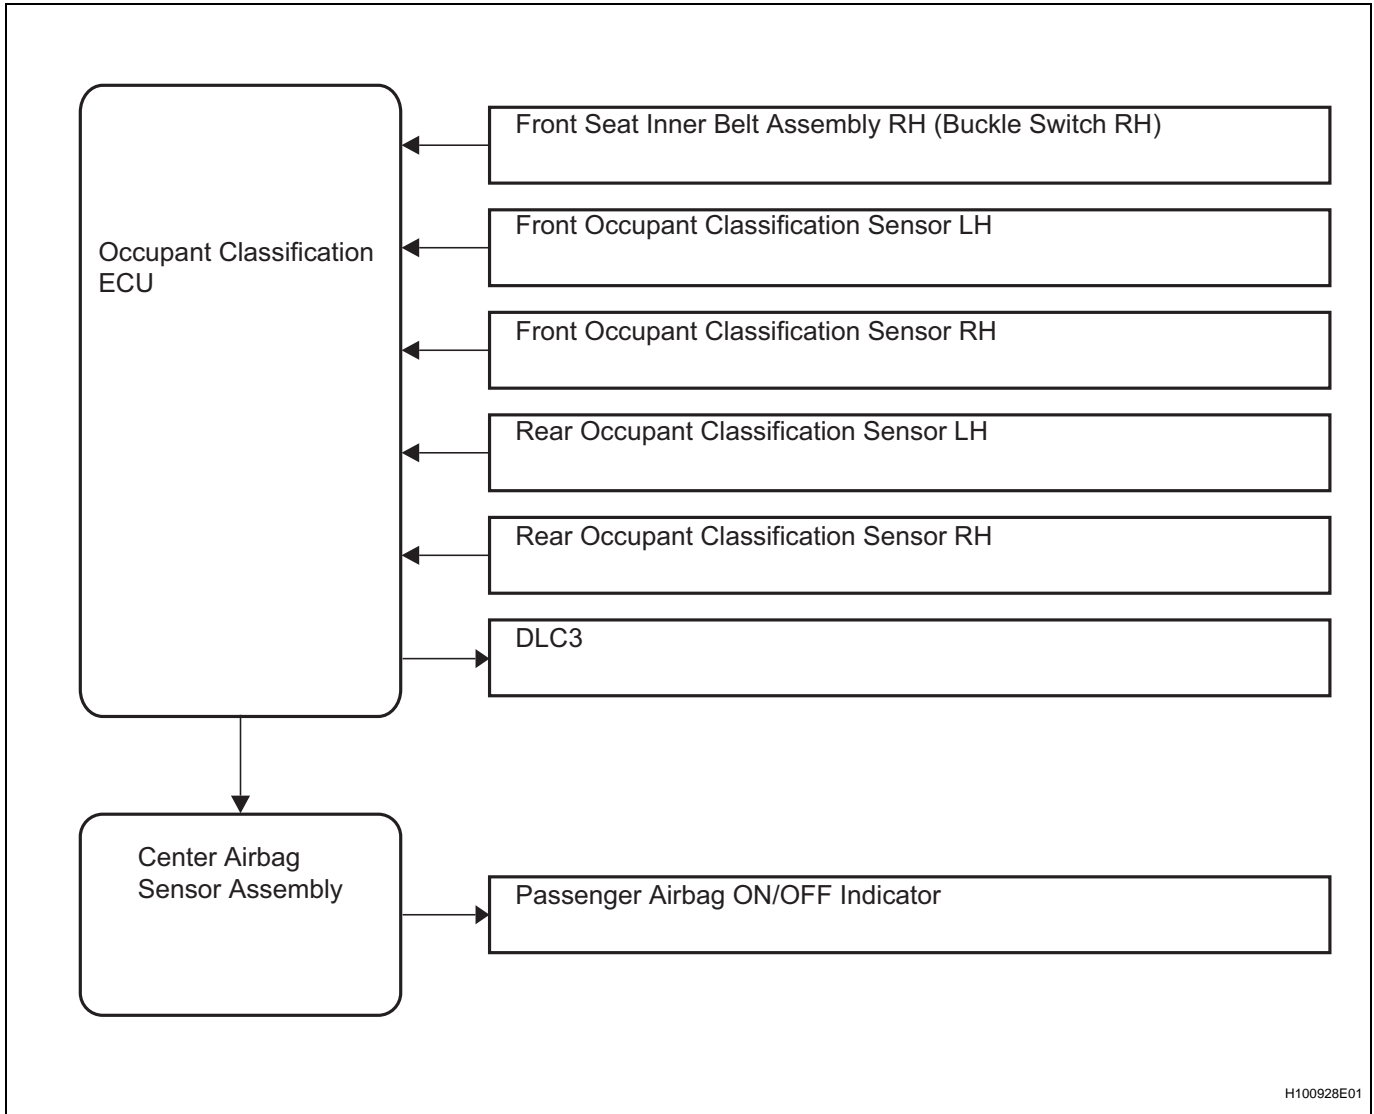 Front Seat Inner Belt Assembly RH (Buckle Switch RH)
Front Occupant Classification Sensor LH
Occupant Classification
ECU
Front Occupant Classification Sensor RH
Rear Occupant Classification Sensor LH
Rear Occupant Classification Sensor RH
DLC3
Center Airbag
Sensor Assembly
Passenger Airbag ON/OFF Indicator
H100928E01